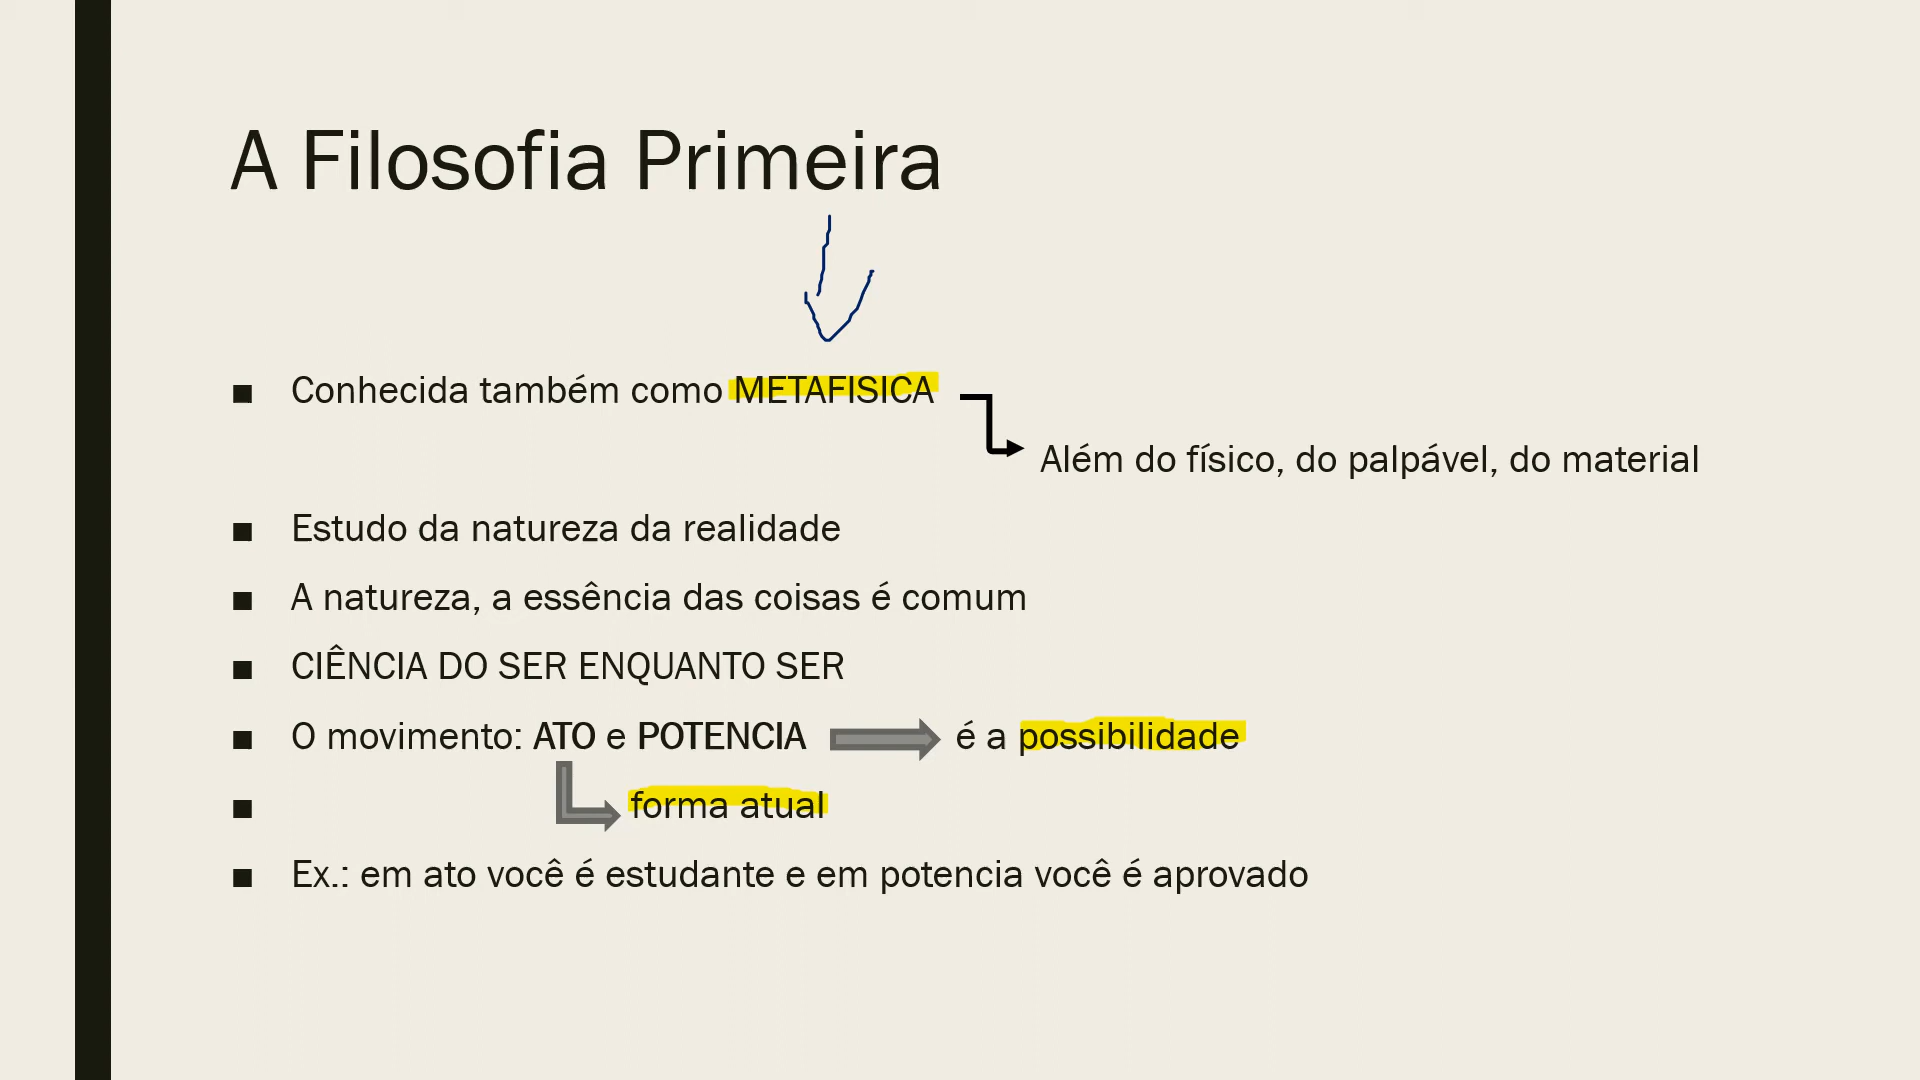 A Filosofia Primeira
Conhecida também como METAFISICA
Além do físico, do palpável, do material
Estudo da natureza da realidade
A natureza, a essência das coisas é comum
CIÊNCIA DO SER ENQUANTO SER
O movimento: ATO e POTENCIA é a possibilidade
forma atual
Ex.: em ato você é estudante e em potencia você é aprovado